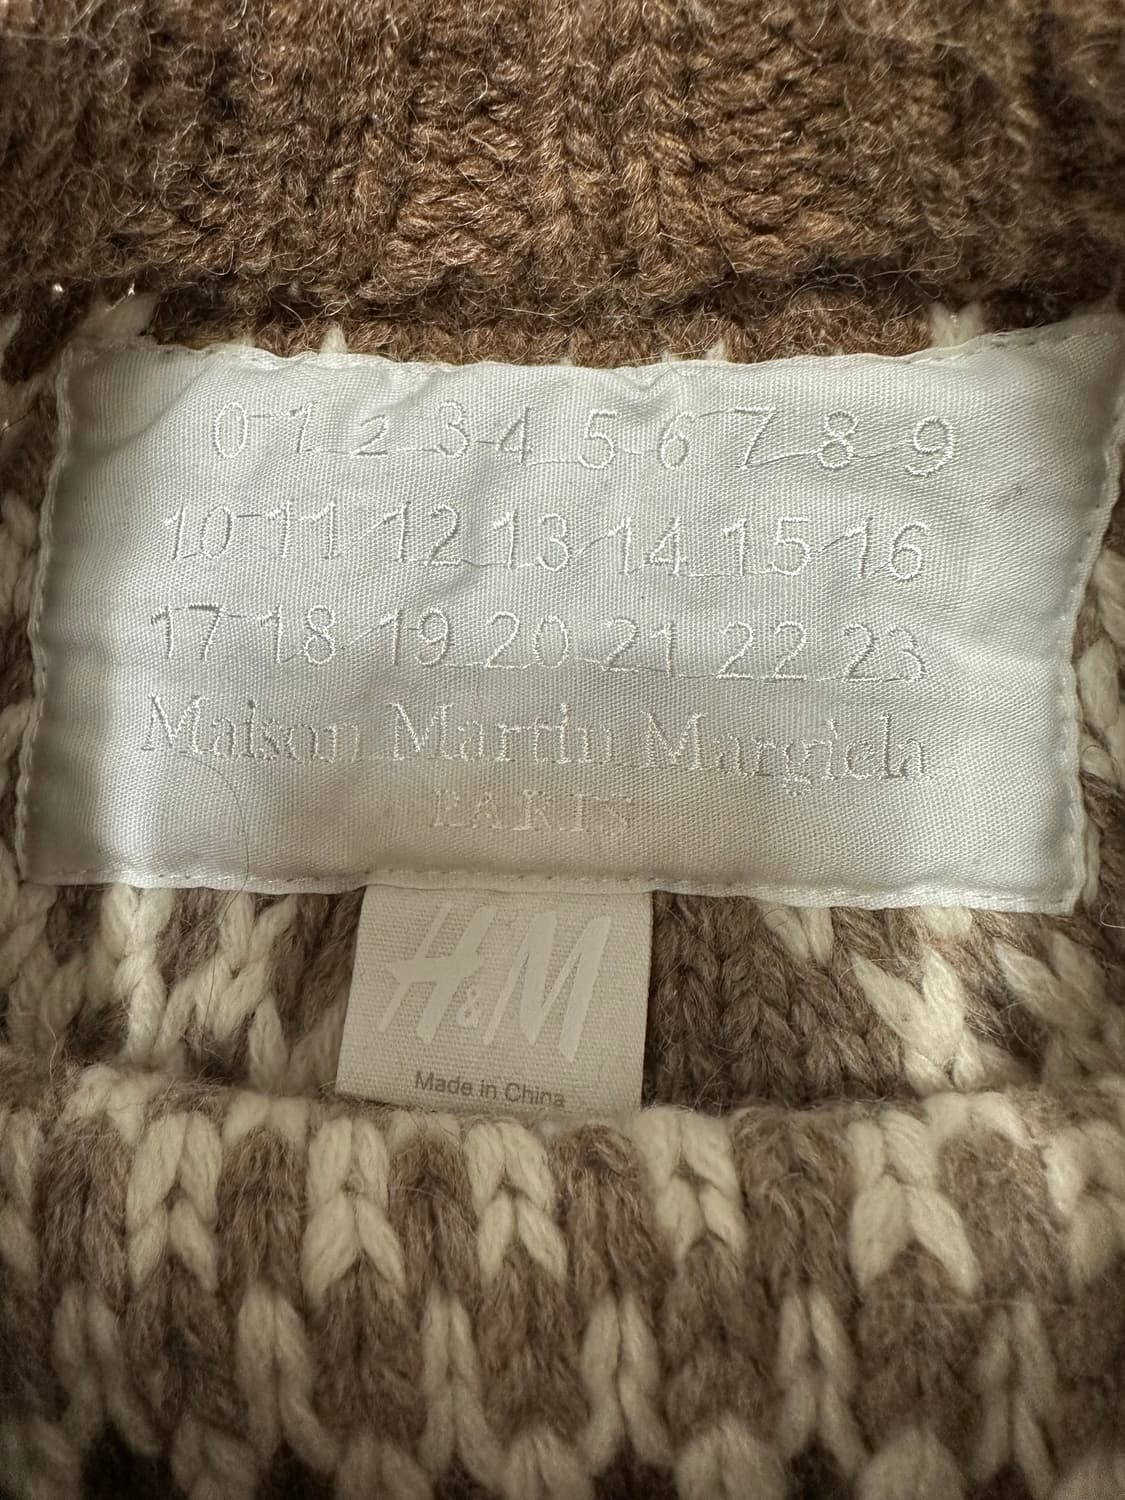 0 1 2 3 4 5 6 7 8 9
10 11 12 13 14 15 16
17 18 19 20 21 22 23
Maison Martin Margiela
PARIS
H&M
Made in China